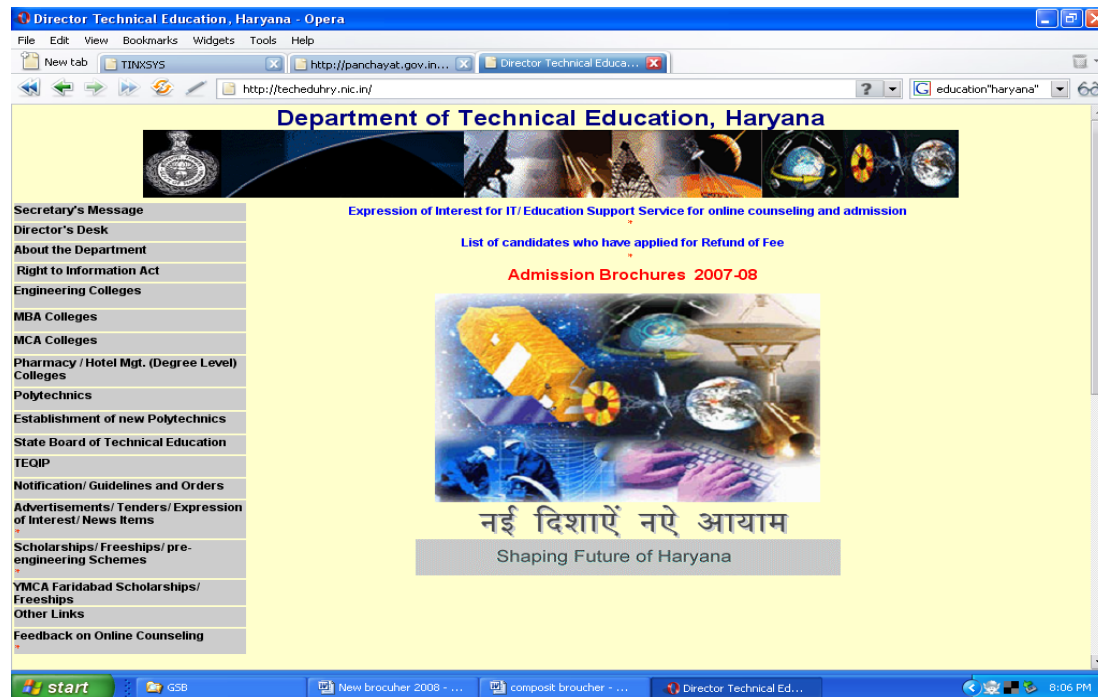 Director Technical Education, Haryana - Opera
File Edit View Bookmarks Widgets Tools Help
New tab TINXSYS http://panchayat.gov.in... Director Technical Educa...
http://techeduhry.nic.in/ ? G education"haryana"
Department of Technical Education, Haryana
Secretary's Message
Director's Desk
About the Department
Right to Information Act
Engineering Colleges
MBA Colleges
MCA Colleges
Pharmacy / Hotel Mgt. (Degree Level)
Colleges
Polytechnics
Establishment of new Polytechnics
State Board of Technical Education
TEQIP
Notification/ Guidelines and Orders
Advertisements/ Tenders/ Expression
of Interest/ News Items
Scholarships/ Freeships/ pre-
engineering Schemes
YMCA Faridabad Scholarships/
Freeships
Other Links
Feedback on Online Counseling
Expression of Interest for IT/ Education Support Service for online counseling and admission
List of candidates who have applied for Refund of Fee
Admission Brochures 2007-08
नई दिशाऐं नऐ आयाम
Shaping Future of Haryana
start GSB New brocuher 2008 - ... composit broucher - ... Director Technical Ed... 8:06 PM